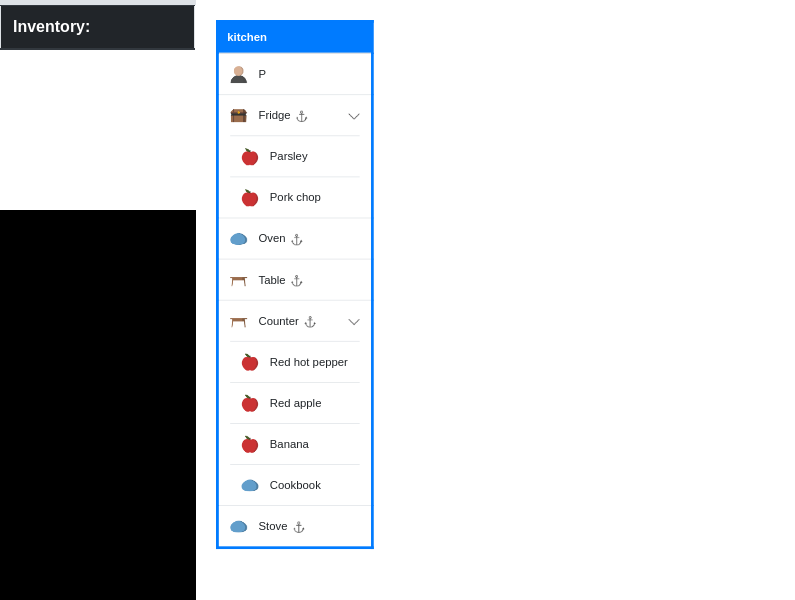 Inventory:
kitchen
P
Fridge
Parsley
Pork chop
Oven
Table
Counter
Red hot pepper
Red apple
Banana
Cookbook
Stove